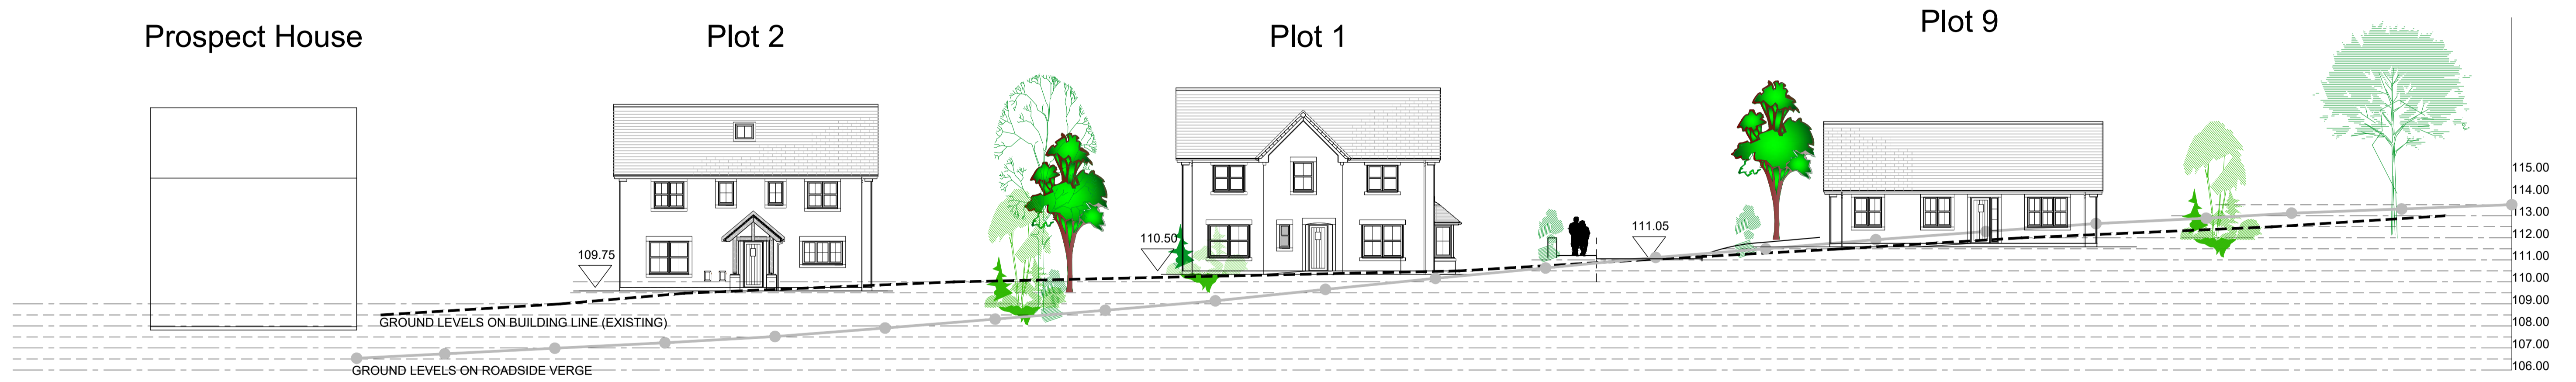 Prospect House
Plot 2
Plot 1
Plot 9
109.75
110.50
111.05
115.00
114.00
113.00
112.00
111.00
110.00
109.00
108.00
107.00
106.00
GROUND LEVELS ON BUILDING LINE (EXISTING)
GROUND LEVELS ON ROADSIDE VERGE